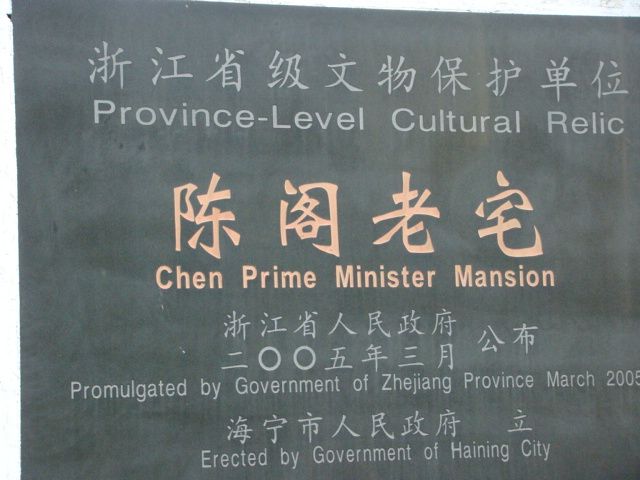 浙江省级文物保护单位
Province-Level Cultural Relic
陈阁老宅
Chen Prime Minister Mansion
浙江省人民政府
二〇〇五年三月 公布
Promulgated by Government of Zhejiang Province March 2005
海宁市人民政府 立
Erected by Government of Haining City